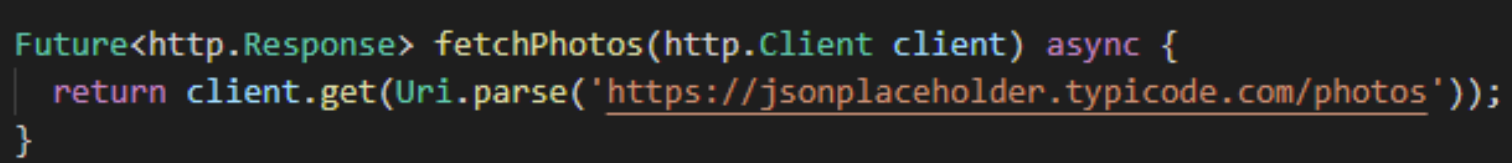 Future<http.Response> fetchPhotos(http.Client client) async {
  return client.get(Uri.parse('https://jsonplaceholder.typicode.com/photos'));
}